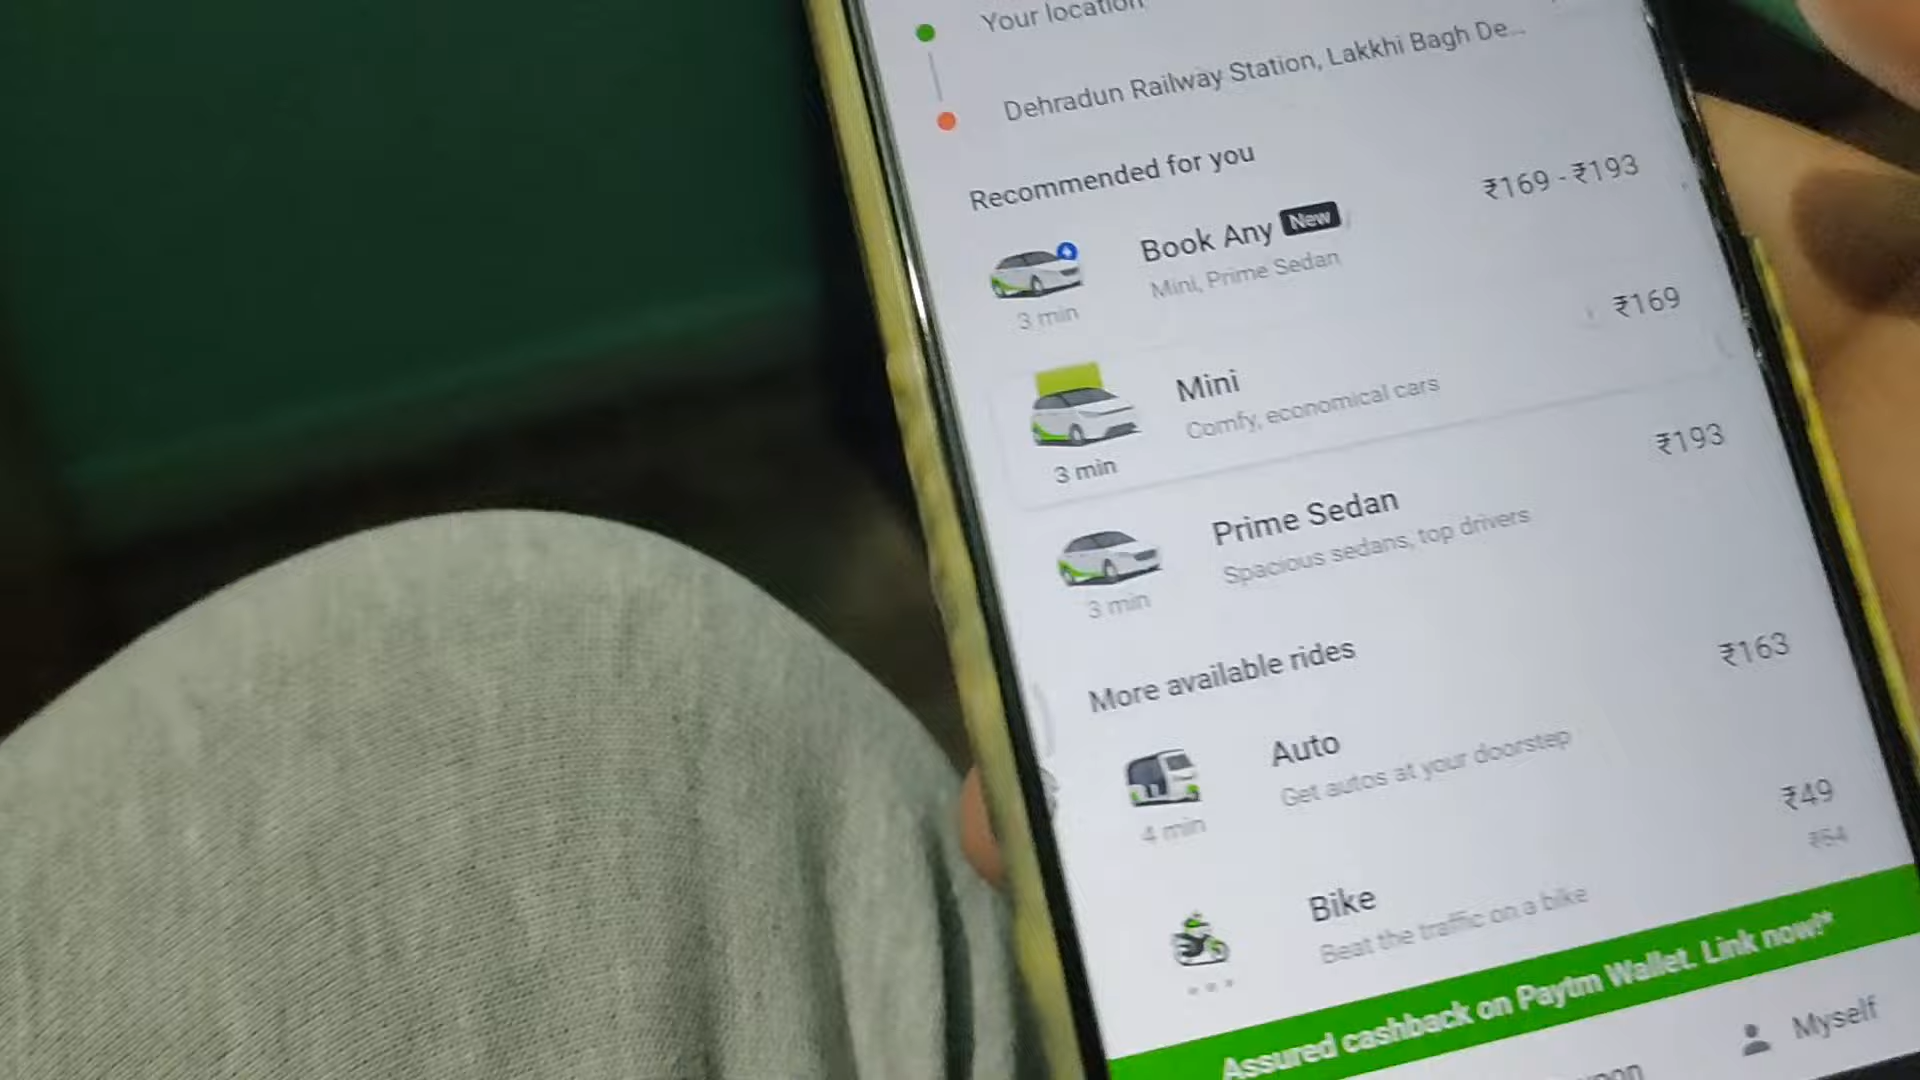 Your location
Dehradun Railway Station, Lakkhi Bagh De...
Recommended for you
Book Any New ₹169 - ₹193
Mini, Prime Sedan
3 min
Mini ₹169
Comfy, economical cars
3 min
Prime Sedan ₹193
Spacious sedans, top drivers
3 min
More available rides
Auto ₹163
Get autos at your doorstep
4 min
Bike ₹49
₹64
Beat the traffic on a bike
Assured cashback on Paytm Wallet. Link now!*
Myself